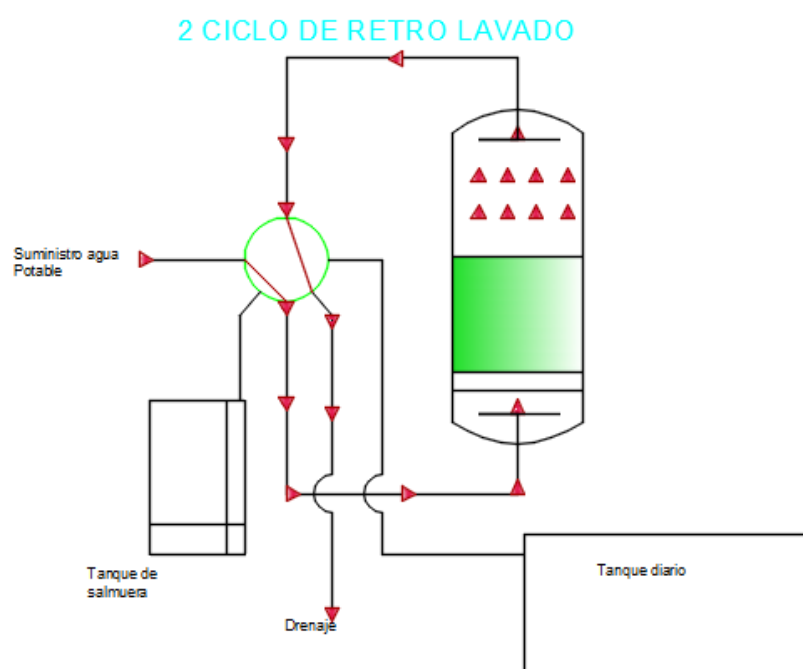 2 CICLO DE RETRO LAVADO
Suministro agua
Potable
Tanque de
salmuera
Drenaje
Tanque diario